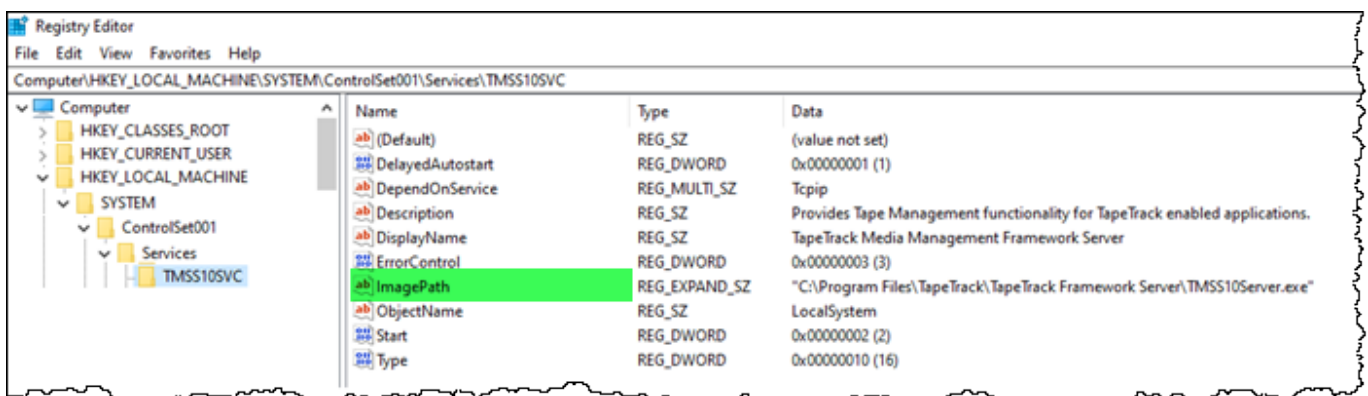 Registry Editor
File Edit View Favorites Help
Computer\HKEY_LOCAL_MACHINE\SYSTEM\ControlSet001\Services\TMSS10SVC
Computer
HKEY_CLASSES_ROOT
HKEY_CURRENT_USER
HKEY_LOCAL_MACHINE
SYSTEM
ControlSet001
Services
TMSS10SVC
Name Type Data
(Default) REG_SZ (value not set)
DelayedAutostart REG_DWORD 0x00000001 (1)
DependOnService REG_MULTI_SZ Tcpip
Description REG_SZ Provides Tape Management functionality for TapeTrack enabled applications.
DisplayName REG_SZ TapeTrack Media Management Framework Server
ErrorControl REG_DWORD 0x00000003 (3)
ImagePath REG_EXPAND_SZ "C:\Program Files\TapeTrack\TapeTrack Framework Server\TMSS10Server.exe"
ObjectName REG_SZ LocalSystem
Start REG_DWORD 0x00000002 (2)
Type REG_DWORD 0x00000010 (16)